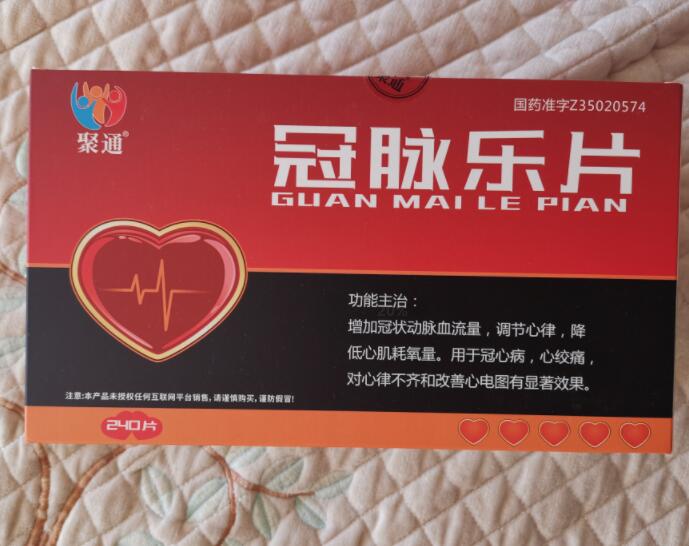 聚通
国药准字Z35020574
聚通®
冠脉乐片
GUAN MAI LE PIAN
功能主治：
增加冠状动脉血流量，调节心律，降
低心肌耗氧量。用于冠心病，心绞痛，
对心律不齐和改善心电图有显著效果。
注意:本产品未授权任何互联网平台销售,请谨慎购买,谨防假冒!
240片